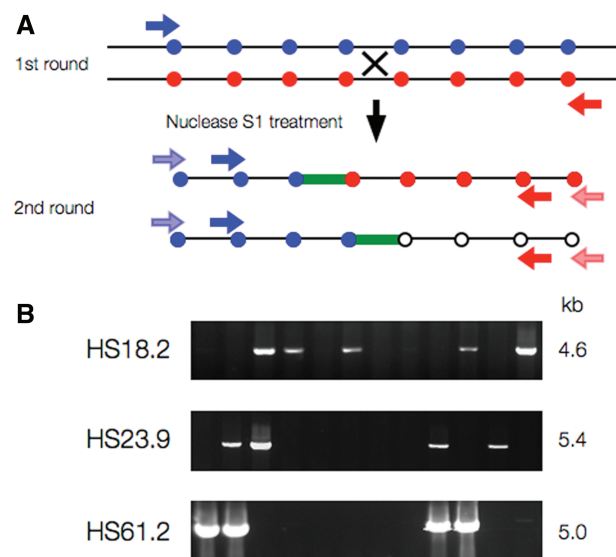 A
1st round
Nuclease S1 treatment
2nd round
B
kb
HS18.2
4.6
HS23.9
5.4
HS61.2
5.0